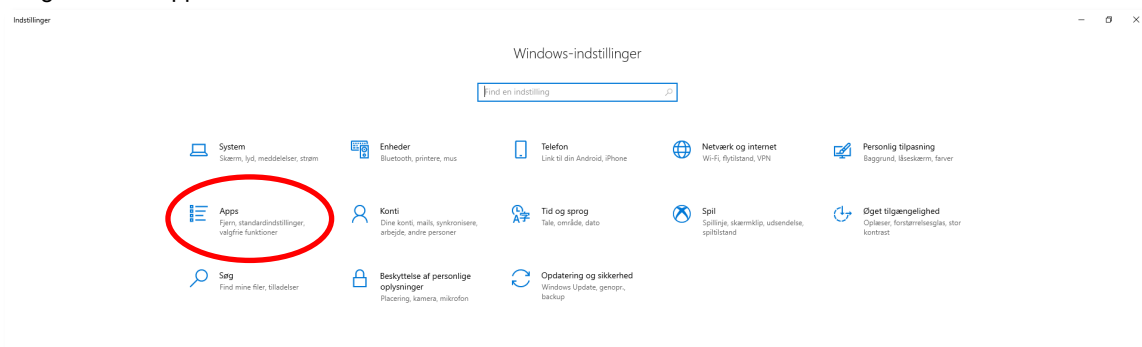 Indstillinger
Windows-indstillinger
Find en indstilling
System
Skærm, lyd, meddelelser, strøm
Enheder
Bluetooth, printere, mus
Telefon
Link til din Android, iPhone
Netværk og internet
Wi-Fi, flytilstand, VPN
Personlig tilpasning
Baggrund, låseskærm, farver
Apps
Fjern, standardindstillinger,
valgfrie funktioner
Konti
Dine konti, mails, synkronisere,
arbejde, andre personer
Tid og sprog
Tale, område, dato
Spil
Spillinje, skærmklip, udsendelse,
spiltilstand
Øget tilgængelighed
Oplæser, forstørrelsesglas, stor
kontrast
Søg
Find mine filer, tilladelser
Beskyttelse af personlige
oplysninger
Placering, kamera, mikrofon
Opdatering og sikkerhed
Windows Update, genopr.,
backup